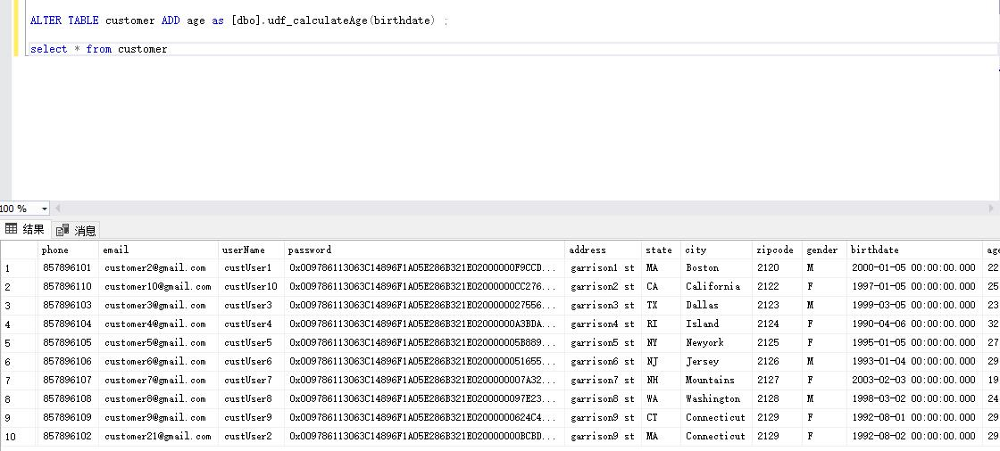 ALTER TABLE customer ADD age as [dbo].udf_calculateAge(birthdate) ;
select * from customer
100 %
结果 消息
phone email userName password address state city zipcode gender birthdate age
1 857896101 customer2@gmail.com custUser1 0x009786113063C14896F1A05E286B321E02000000F9CCD... garrison1 st MA Boston 2120 M 2000-01-05 00:00:00.000 22
2 857896110 customer10@gmail.com custUser10 0x009786113063C14896F1A05E286B321E02000000CC276... garrison2 st CA California 2122 F 1997-01-05 00:00:00.000 25
3 857896103 customer3@gmail.com custUser3 0x009786113063C14896F1A05E286B321E0200000027556... garrison3 st TX Dallas 2123 M 1999-03-05 00:00:00.000 23
4 857896104 customer4@gmail.com custUser4 0x009786113063C14896F1A05E286B321E02000000A3BDA... garrison4 st RI Island 2124 F 1990-04-06 00:00:00.000 32
5 857896105 customer5@gmail.com custUser5 0x009786113063C14896F1A05E286B321E020000005B889... garrison5 st NY Newyork 2125 F 1995-01-05 00:00:00.000 27
6 857896106 customer6@gmail.com custUser6 0x009786113063C14896F1A05E286B321E0200000051655... garrison6 st NJ Jersey 2126 M 1993-01-04 00:00:00.000 29
7 857896107 customer7@gmail.com custUser7 0x009786113063C14896F1A05E286B321E020000007A32... garrison7 st NH Mountains 2127 F 2003-02-03 00:00:00.000 19
8 857896108 customer8@gmail.com custUser8 0x009786113063C14896F1A05E286B321E0200000097E23... garrison8 st WA Washington 2128 M 1998-03-02 00:00:00.000 24
9 857896109 customer9@gmail.com custUser9 0x009786113063C14896F1A05E286B321E02000000624C4... garrison9 st CT Connecticut 2129 F 1992-08-01 00:00:00.000 29
10 857896102 customer21@gmail.com custUser2 0x009786113063C14896F1A05E286B321E02000000BCBD... garrison9 st MA Connecticut 2129 F 1992-08-02 00:00:00.000 29